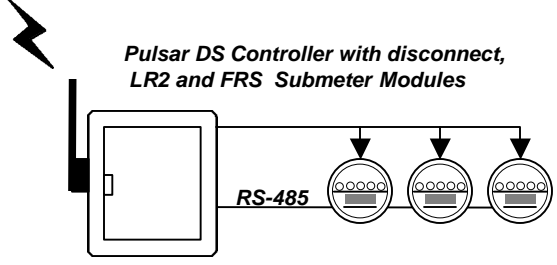 Pulsar DS Controller with disconnect,
LR2 and FRS Submeter Modules
RS-485